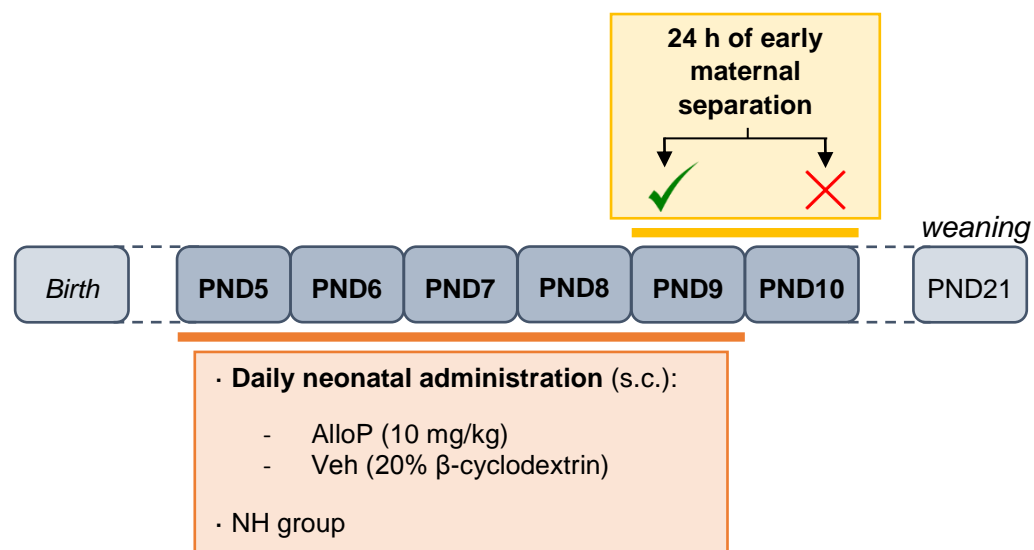 24 h of early
maternal
separation
weaning
Birth
PND5
PND6
PND7
PND8
PND9
PND10
PND21
· Daily neonatal administration (s.c.):
- AlloP (10 mg/kg)
- Veh (20% β-cyclodextrin)
· NH group